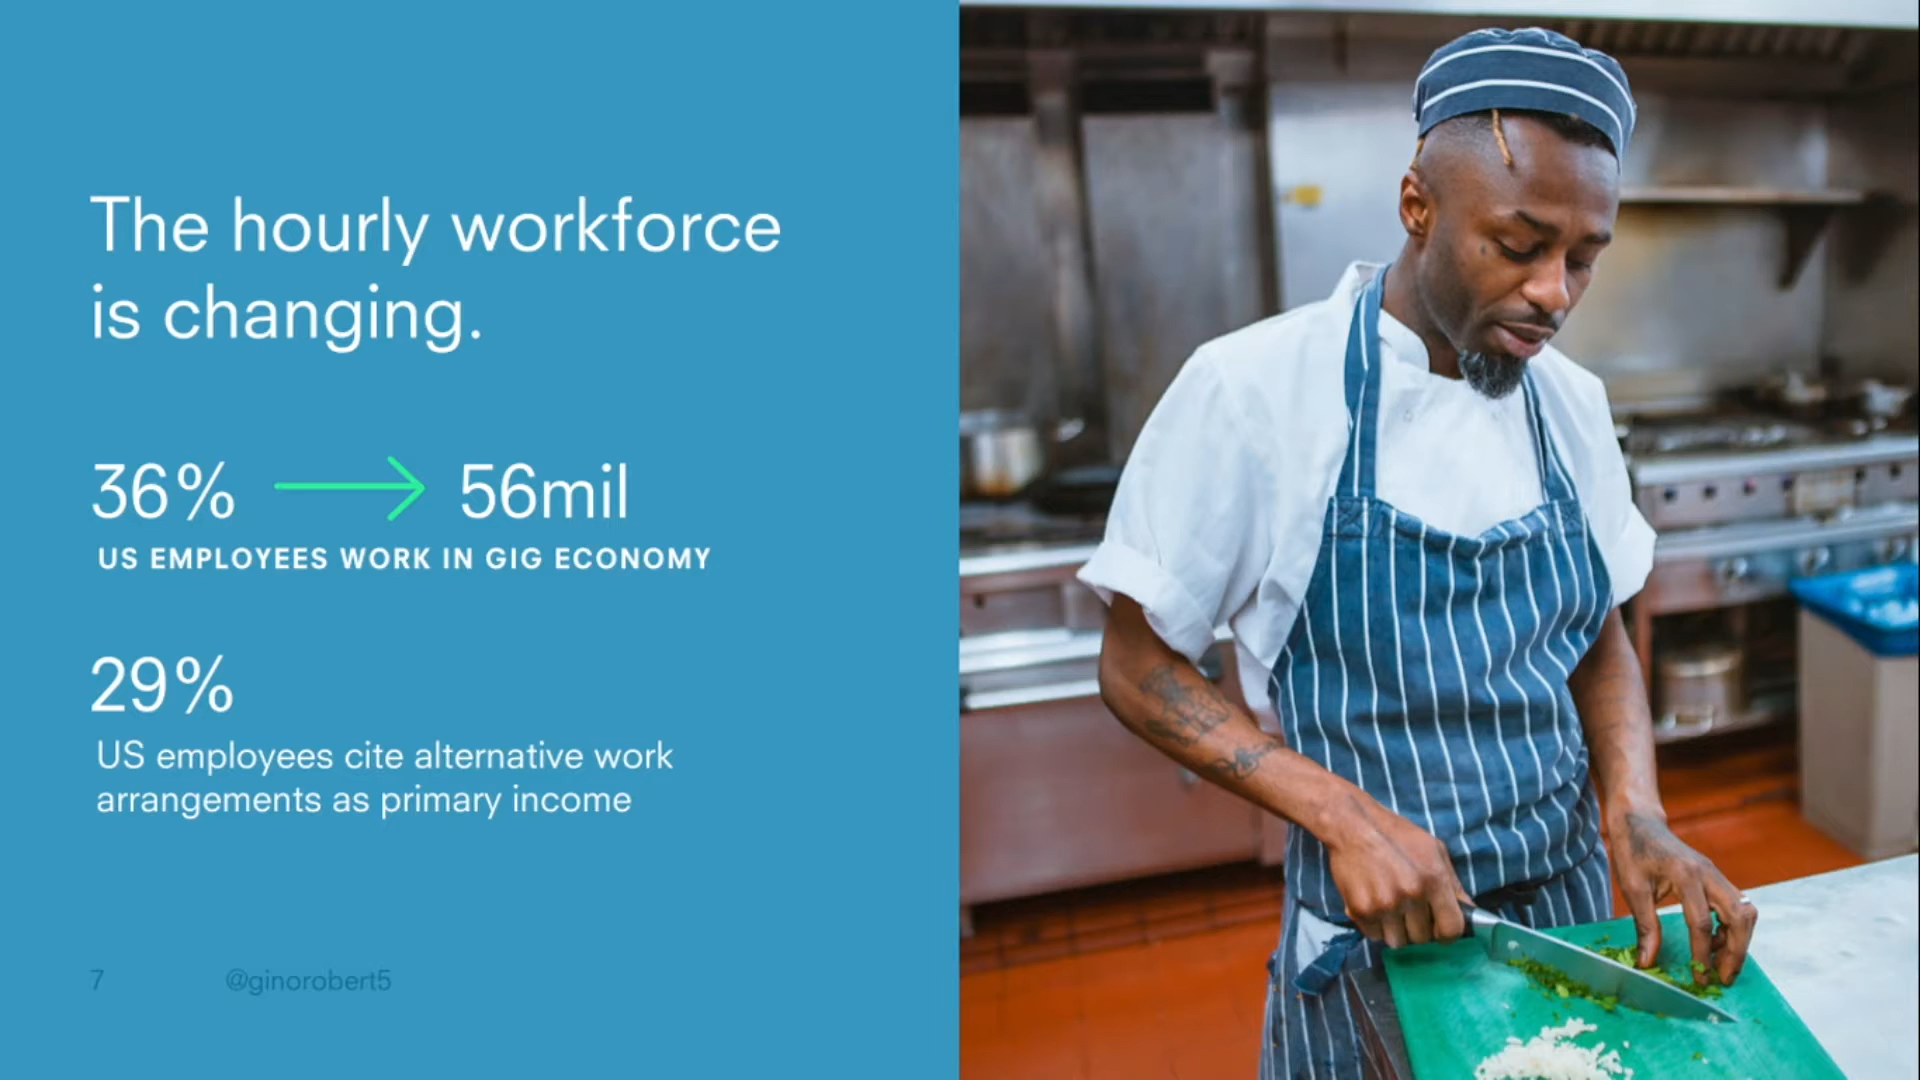 The hourly workforce
is changing.
36% → 56mil
US EMPLOYEES WORK IN GIG ECONOMY
29%
US employees cite alternative work
arrangements as primary income
7 @ginorobert5